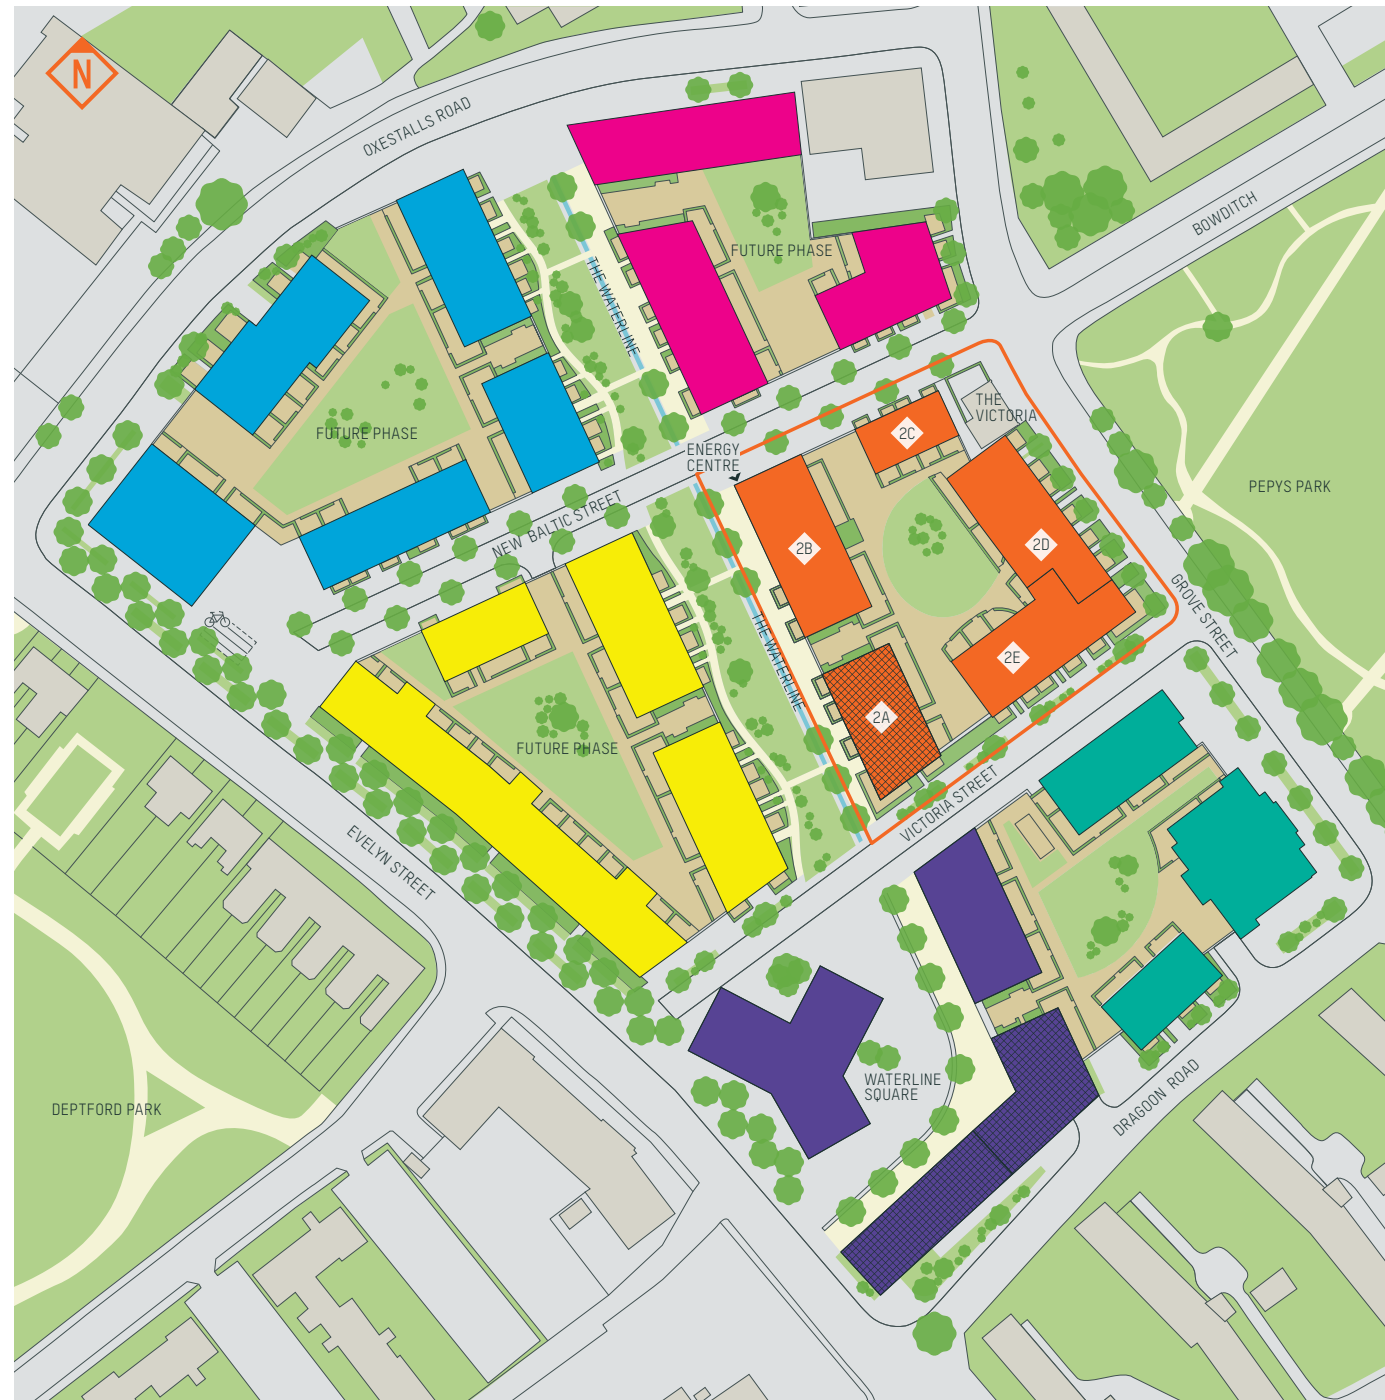 N
OXESTALLS ROAD
BOWDITCH
THE WATERLINE
FUTURE PHASE
FUTURE PHASE
THE
VICTORIA
2C
ENERGY
CENTRE
PEPYS PARK
NEW BALTIC STREET
2B
2D
GROVE STREET
THE WATERLINE
2E
2A
FUTURE PHASE
VICTORIA STREET
EVELYN STREET
WATERLINE
SQUARE
DEPTFORD PARK
DRAGOON ROAD